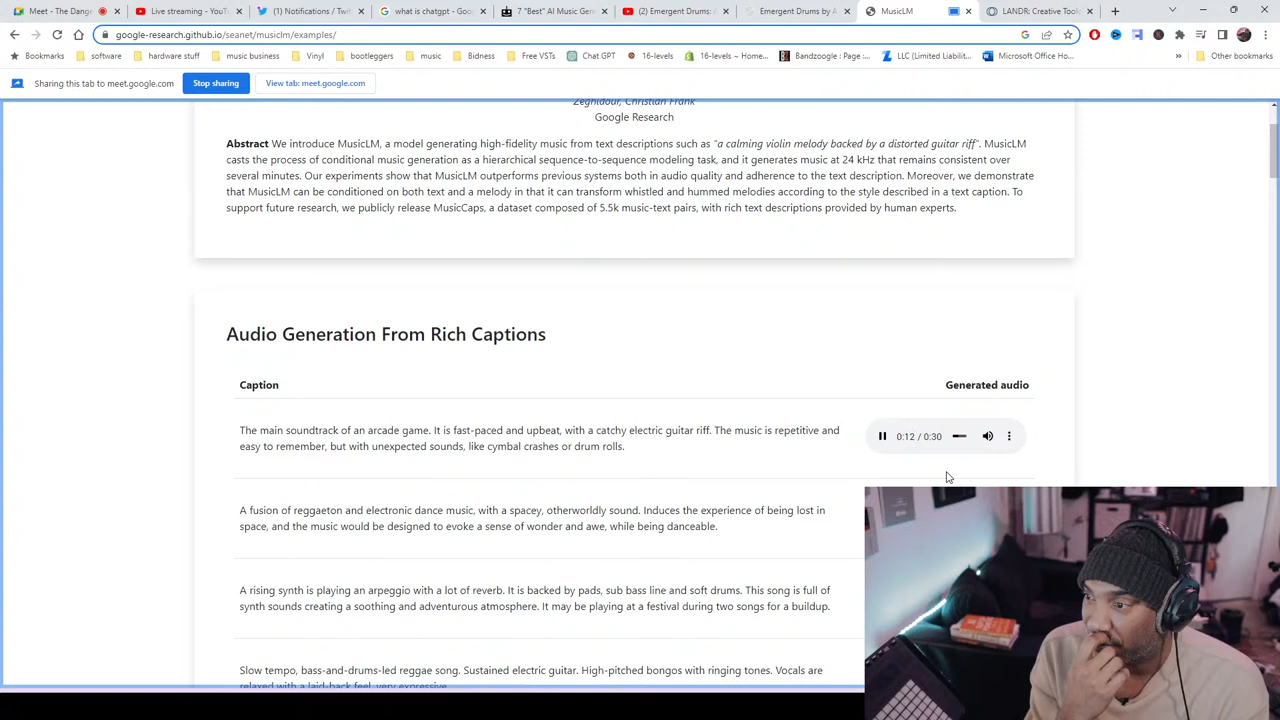 Meet - The Dange
Live streaming - YouT
(1) Notifications / Twit
what is chatgpt - Goo
7 "Best" AI Music Gen
(2) Emergent Drums: A
Emergent Drums by A
MusicLM
LANDR: Creative Tool
google-research.github.io/seanet/musiclm/examples/
Bookmarks
software
hardware stuff
music business
Vinyl
bootleggers
music
Bidness
Free VSTs
Chat GPT
16-levels
16-levels ~ Home...
Bandzoogle : Page :...
LLC (Limited Liabilit...
Microsoft Office Ho...
»
Other bookmarks
Sharing this tab to meet.google.com
Stop sharing
View tab: meet.google.com
Zeghidour, Christian Frank
Google Research
Abstract We introduce MusicLM, a model generating high-fidelity music from text descriptions such as "a calming violin melody backed by a distorted guitar riff". MusicLM
casts the process of conditional music generation as a hierarchical sequence-to-sequence modeling task, and it generates music at 24 kHz that remains consistent over
several minutes. Our experiments show that MusicLM outperforms previous systems both in audio quality and adherence to the text description. Moreover, we demonstrate
that MusicLM can be conditioned on both text and a melody in that it can transform whistled and hummed melodies according to the style described in a text caption. To
support future research, we publicly release MusicCaps, a dataset composed of 5.5k music-text pairs, with rich text descriptions provided by human experts.
Audio Generation From Rich Captions
Caption
Generated audio
The main soundtrack of an arcade game. It is fast-paced and upbeat, with a catchy electric guitar riff. The music is repetitive and
easy to remember, but with unexpected sounds, like cymbal crashes or drum rolls.
0:12 / 0:30
A fusion of reggaeton and electronic dance music, with a spacey, otherworldly sound. Induces the experience of being lost in
space, and the music would be designed to evoke a sense of wonder and awe, while being danceable.
A rising synth is playing an arpeggio with a lot of reverb. It is backed by pads, sub bass line and soft drums. This song is full of
synth sounds creating a soothing and adventurous atmosphere. It may be playing at a festival during two songs for a buildup.
Slow tempo, bass-and-drums-led reggae song. Sustained electric guitar. High-pitched bongos with ringing tones. Vocals are
relaxed with a laid-back feel, very expressive.